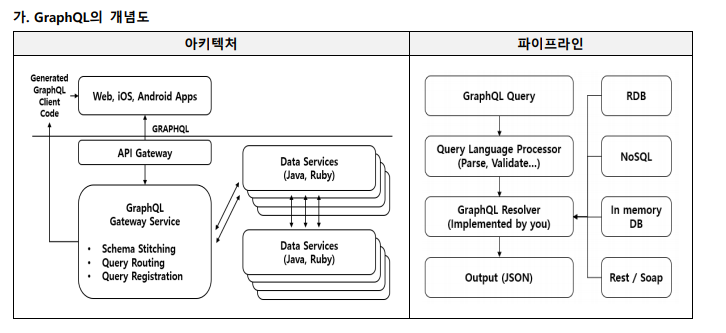 가. GraphQL의 개념도
아키텍처
파이프라인
Generated
GraphQL
Client
Code
Web, iOS, Android Apps
GRAPHQL
API Gateway
GraphQL
Gateway Service
• Schema Stitching
• Query Routing
• Query Registration
Data Services
(Java, Ruby)
Data Services
(Java, Ruby)
GraphQL Query
Query Language Processor
(Parse, Validate...)
GraphQL Resolver
(Implemented by you)
Output (JSON)
RDB
NoSQL
In memory
DB
Rest / Soap